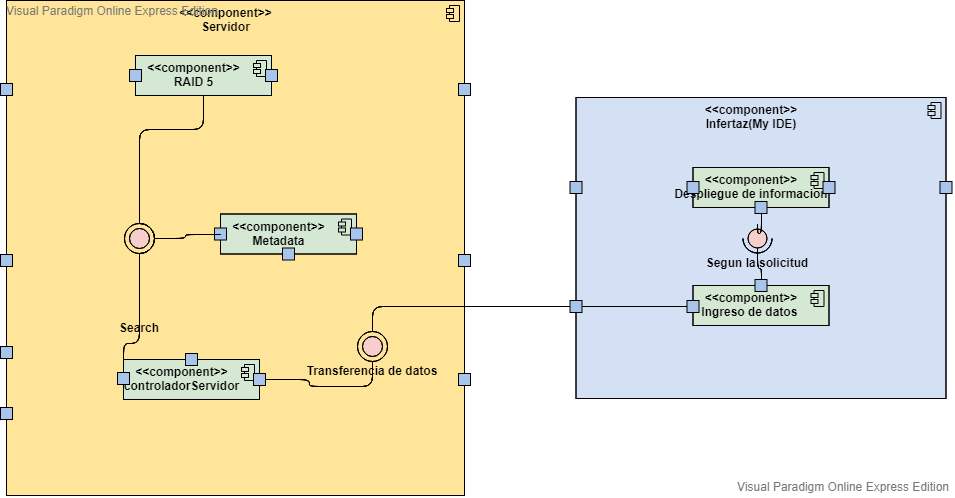 Visual Paradigm Online Express Edition
<<component>>
Servidor
<<component>>
RAID 5
<<component>>
Metadata
Search
<<component>>
ControladorServidor
Transferencia de datos
<<component>>
Infertaz(My IDE)
<<component>>
Despliegue de información
Segun la solicitud
<<component>>
Ingreso de datos
Visual Paradigm Online Express Edition